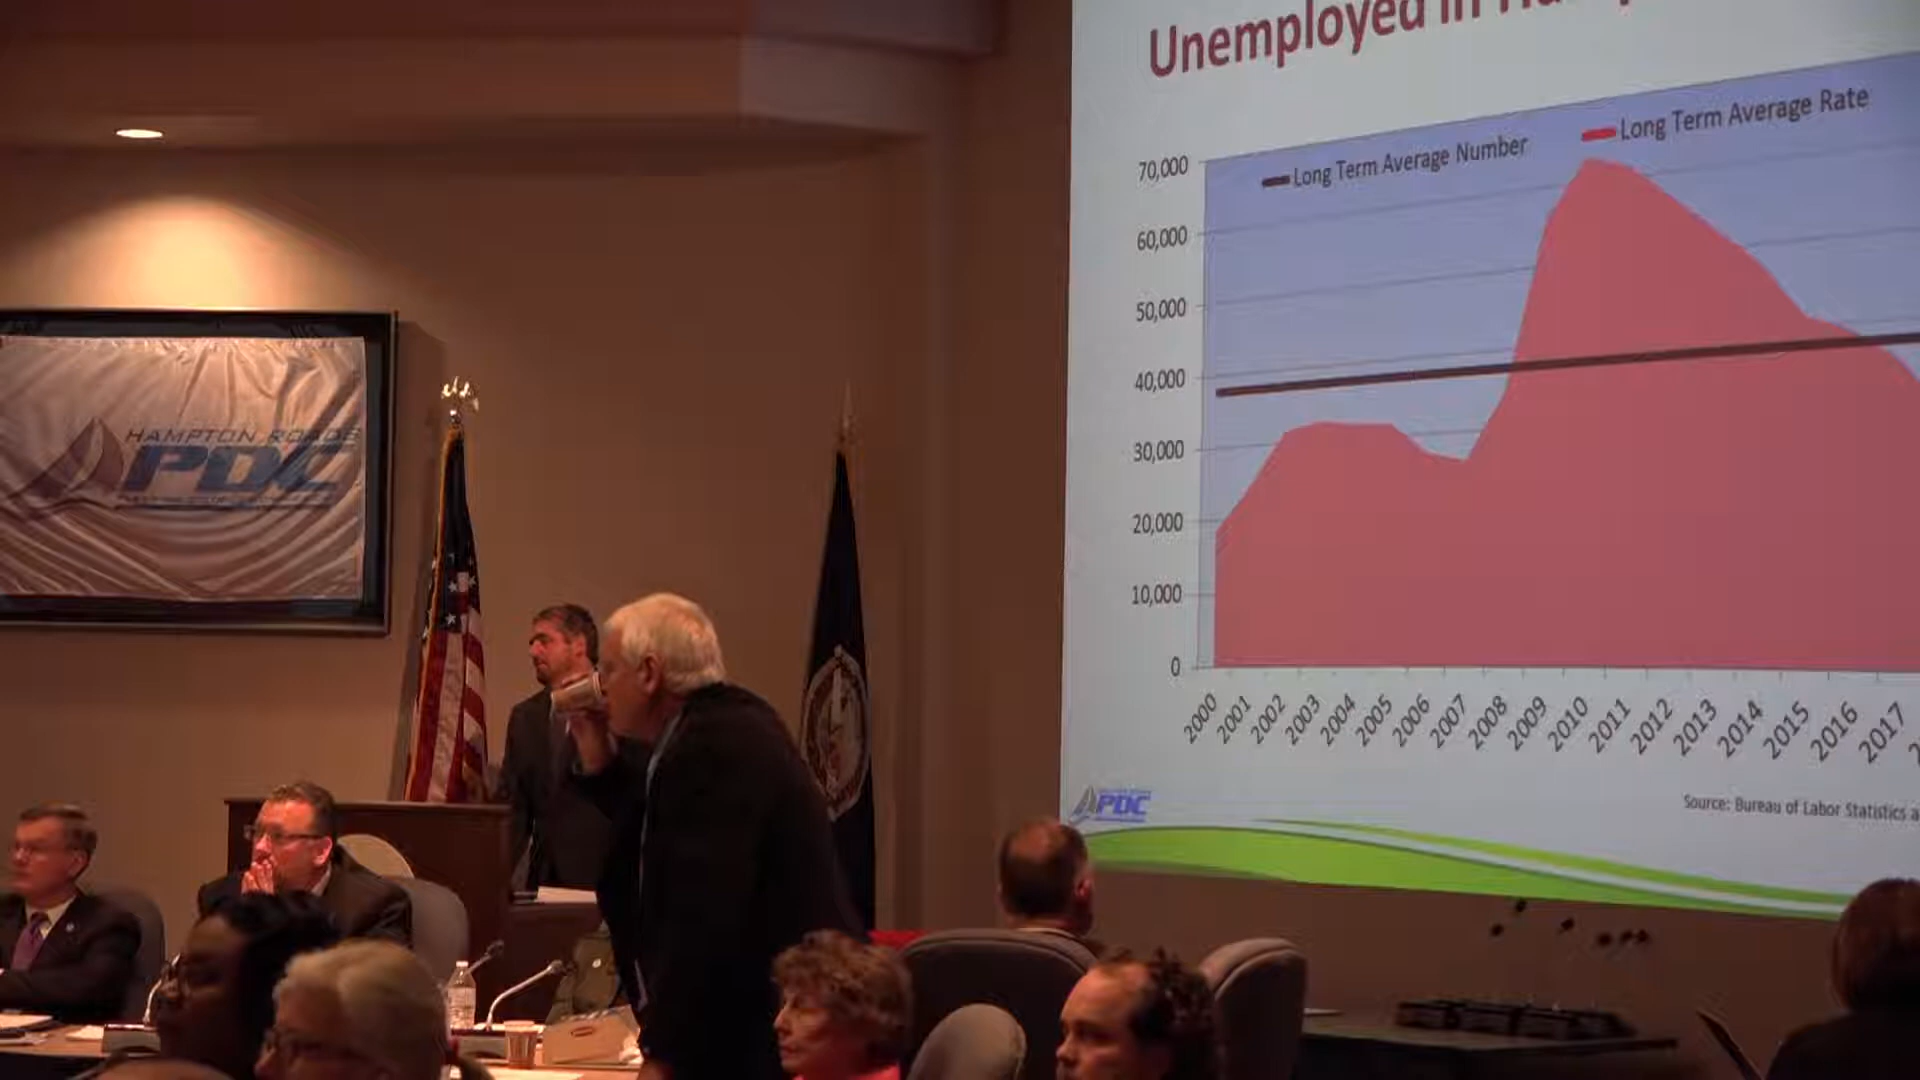 Unemployed in
Long Term Average Number
Long Term Average Rate
70,000
60,000
50,000
40,000
30,000
20,000
10,000
0
2000 2001 2002 2003 2004 2005 2006 2007 2008 2009 2010 2011 2012 2013 2014 2015 2016 2017
PDC
Source: Bureau of Labor Statistics a
HAMPTON ROADS
PDC